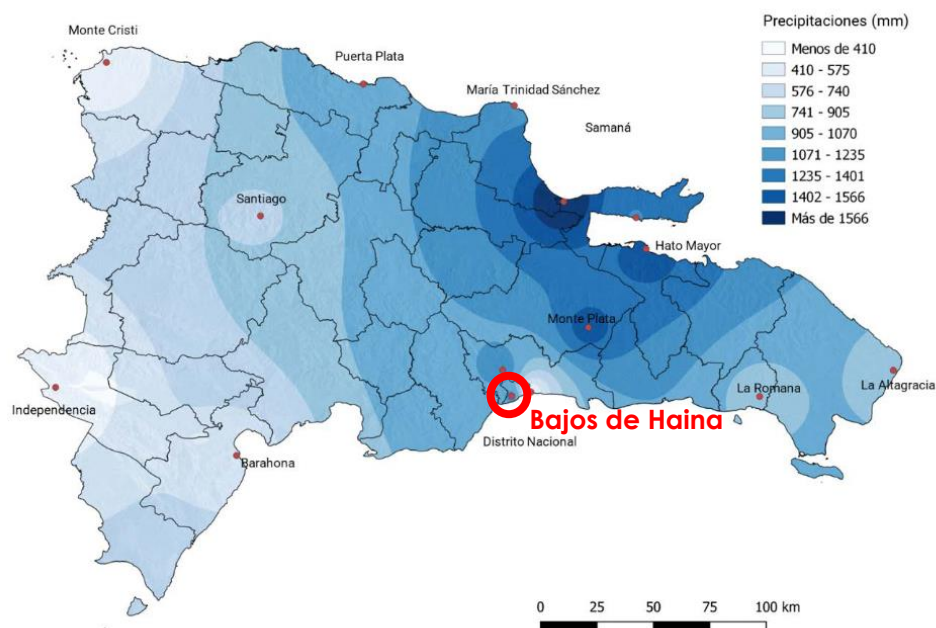 Precipitaciones (mm)
Menos de 410
410 - 575
576 - 740
741 - 905
905 - 1070
1071 - 1235
1235 - 1401
1402 - 1566
Más de 1566
Monte Cristi
Puerta Plata
María Trinidad Sánchez
Samaná
Santiago
Hato Mayor
Monte Plata
Independencia
La Romana
La Altagracia
Bajos de Haina
Distrito Nacional
Barahona
0 25 50 75 100 km